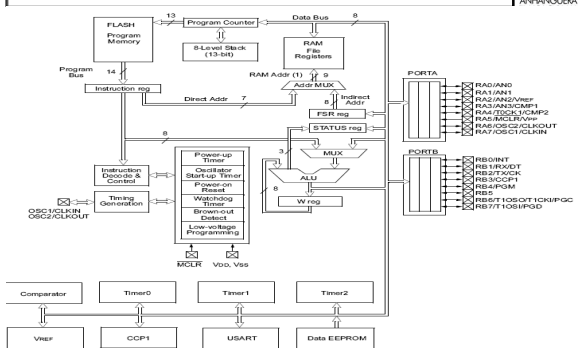 ANHANGUERA
13
Program Counter
Data Bus
8
FLASH
Program
Memory
8-Level Stack
(13-bit)
RAM
File
Registers
Program
Bus
14
RAM Addr (1)
9
Addr MUX
Instruction reg
Direct Addr
7
8
Indirect
Addr
FSR reg
STATUS reg
8
3
MUX
ALU
8
W reg
Power-up
Timer
Oscillator
Start-up Timer
Power-on
Reset
Watchdog
Timer
Brown-out
Detect
Low-voltage
Programming
Instruction
Decode &
Control
Timing
Generation
OSC1/CLKIN
OSC2/CLKOUT
MCLR
VDD, VSS
PORTA
RA0/AN0
RA1/AN1
RA2/AN2/VREF
RA3/AN3/CMP1
RA4/T0CK1/CMP2
RA5/MCLR/VPP
RA6/OSC2/CLKOUT
RA7/OSC1/CLKIN
PORTB
RB0/INT
RB1/RX/DT
RB2/TX/CK
RB3/CCP1
RB4/PGM
RB5
RB6/T1OSO/T1CKI/PGC
RB7/T1OSI/PGD
Comparator
Timer0
Timer1
Timer2
VREF
CCP1
USART
Data EEPROM